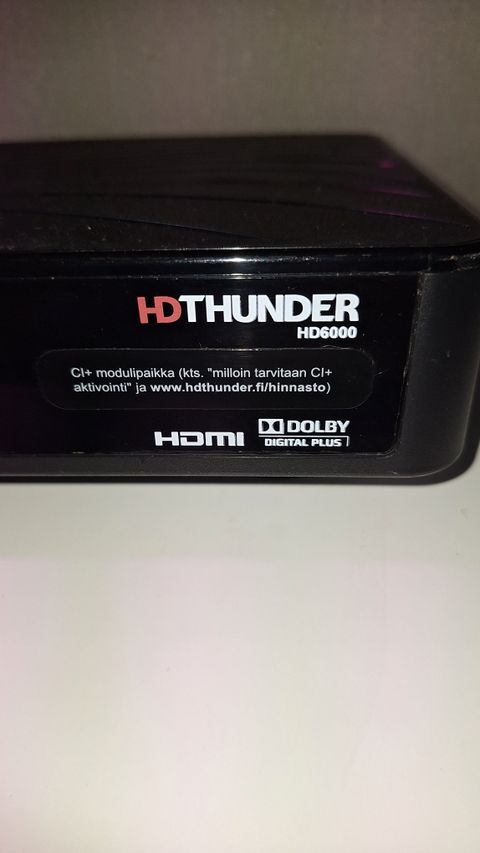 HDTHUNDER
HD6000
CI+ modulipaikka (kts. "milloin tarvitaan CI+
aktivointi" ja www.hdthunder.fi/hinnasto)
HDMI DOLBY
DIGITAL PLUS